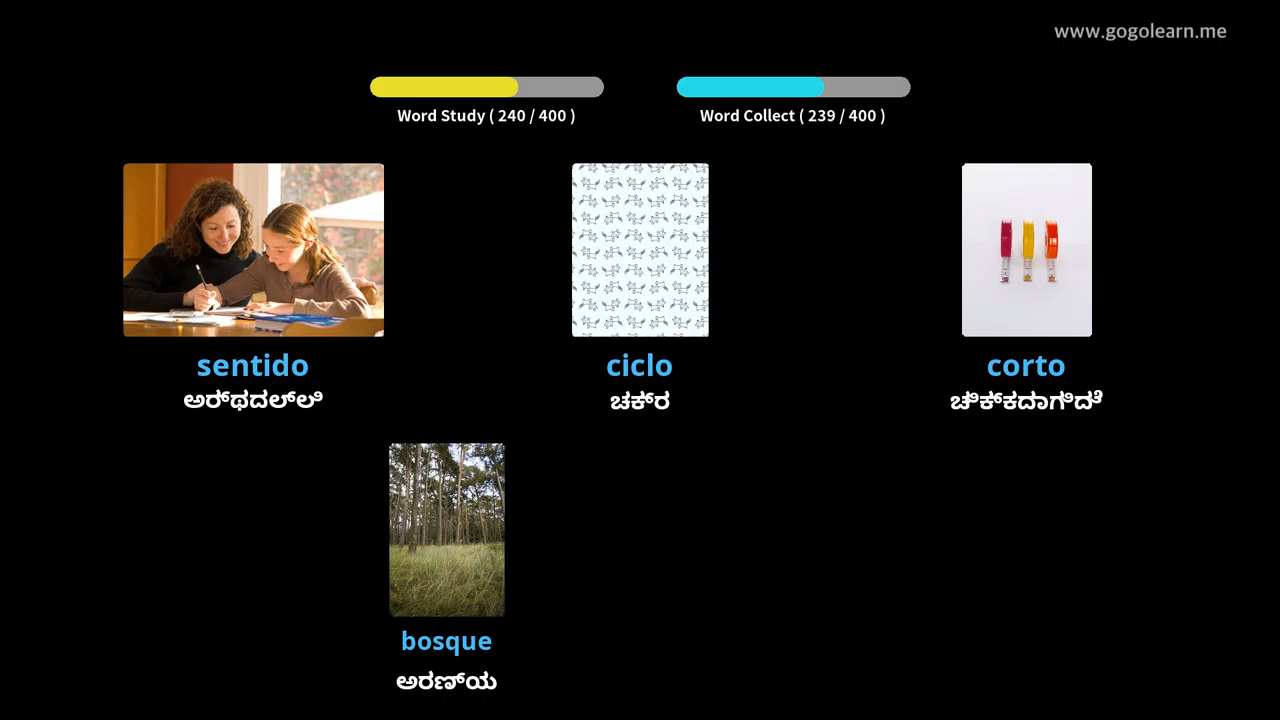 www.gogolearn.me
Word Study ( 240 / 400 )
Word Collect ( 239 / 400 )
sentido
ಅರ್‌ಥದಲ್‌ಲಿ
ciclo
ಚಕ್‌ರ
corto
ಚಿಕ್‌ಕದಾಗಿದೆ
bosque
ಅರಣ್‌ಯ